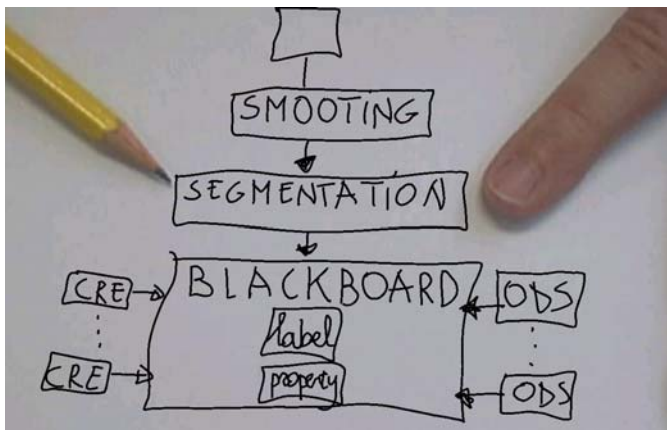 SMOOTING
SEGMENTATION
BLACKBOARD
CRE
ODS
label
CRE
property
ODS